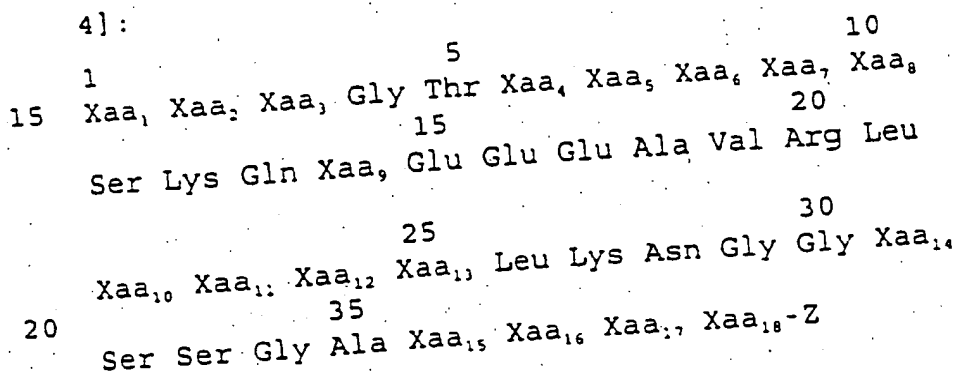 4]:
10
5
1
15 Xaa₁ Xaa₂ Xaa₃ Gly Thr Xaa₄ Xaa₅ Xaa₆ Xaa₇ Xaa₈
20
15
Ser Lys Gln Xaa₉ Glu Glu Glu Ala Val Arg Leu
30
25
Xaa₁₀ Xaa₁₁ Xaa₁₂ Xaa₁₃ Leu Lys Asn Gly Gly Xaa₁₄
20
35
Ser Ser Gly Ala Xaa₁₅ Xaa₁₆ Xaa₁₇ Xaa₁₈-Z